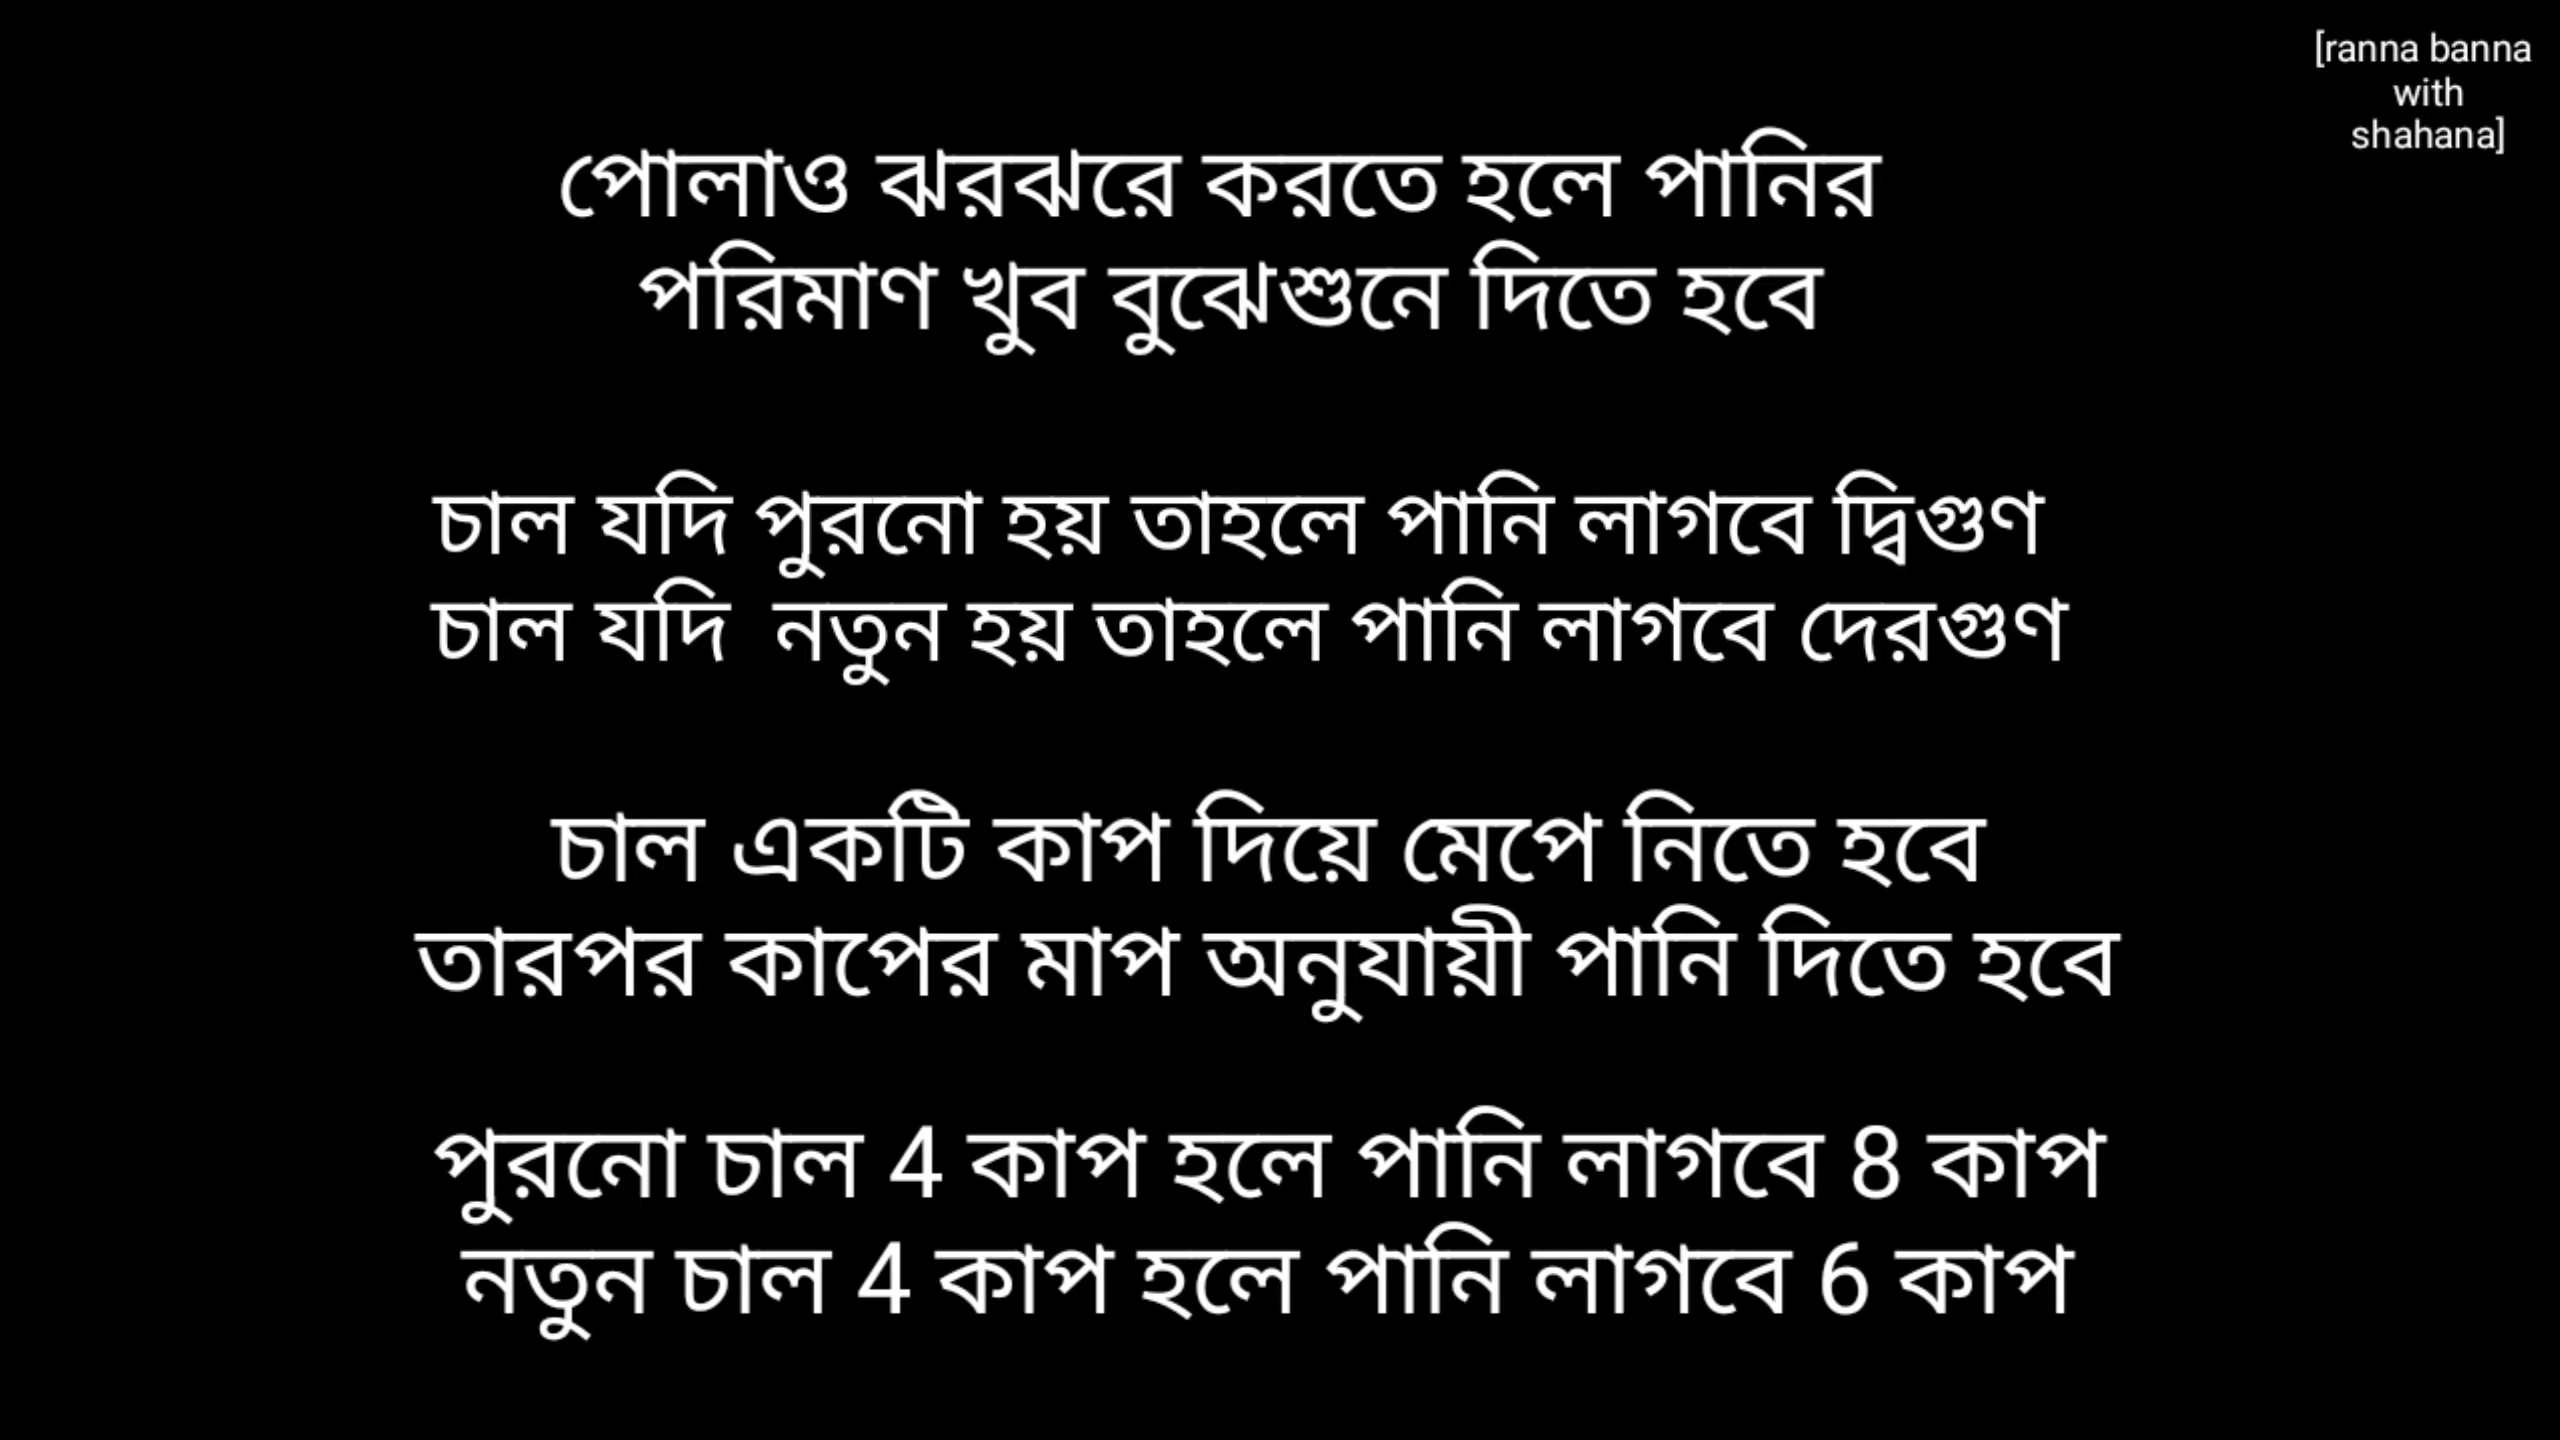 [ranna banna
with
shahana]
পোলাও ঝরঝরে করতে হলে পানির
পরিমাণ খুব বুঝেশুনে দিতে হবে
চাল যদি পুরনো হয় তাহলে পানি লাগবে দ্বিগুণ
চাল যদি  নতুন হয় তাহলে পানি লাগবে দেরগুণ
চাল একটি কাপ দিয়ে মেপে নিতে হবে
তারপর কাপের মাপ অনুযায়ী পানি দিতে হবে
পুরনো চাল 4 কাপ হলে পানি লাগবে 8 কাপ
নতুন চাল 4 কাপ হলে পানি লাগবে 6 কাপ